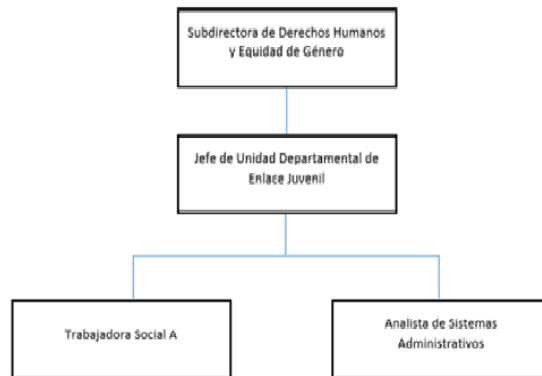 Subdirectora de Derechos Humanos
y Equidad de Género
Jefe de Unidad Departamental de
Enlace Juvenil
Trabajadora Social A
Analista de Sistemas
Administrativos